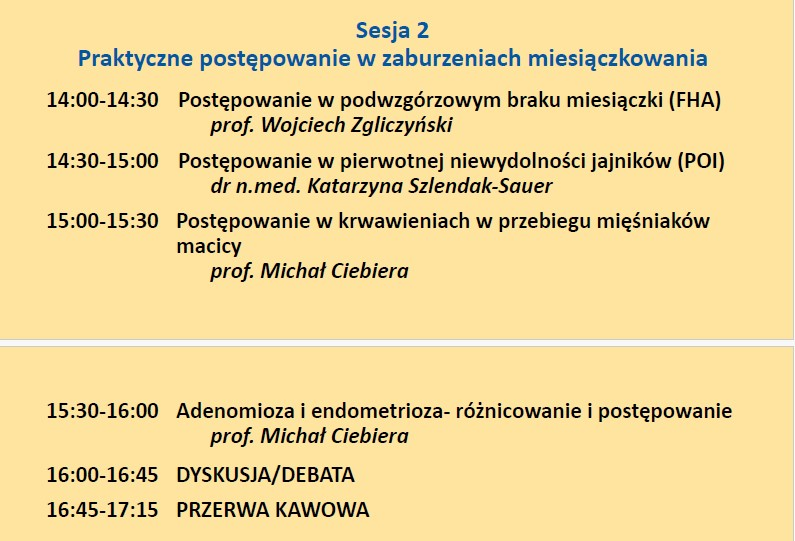 Sesja 2
Praktyczne postępowanie w zaburzeniach miesiączkowania
14:00-14:30 Postępowanie w podwzgórzowym braku miesiączki (FHA)
prof. Wojciech Zgliczyński
14:30-15:00 Postępowanie w pierwotnej niewydolności jajników (POI)
dr n.med. Katarzyna Szlendak-Sauer
15:00-15:30 Postępowanie w krwawieniach w przebiegu mięśniaków
macicy
prof. Michał Ciebiera
15:30-16:00 Adenomioza i endometrioza- różnicowanie i postępowanie
prof. Michał Ciebiera
16:00-16:45 DYSKUSJA/DEBATA
16:45-17:15 PRZERWA KAWOWA